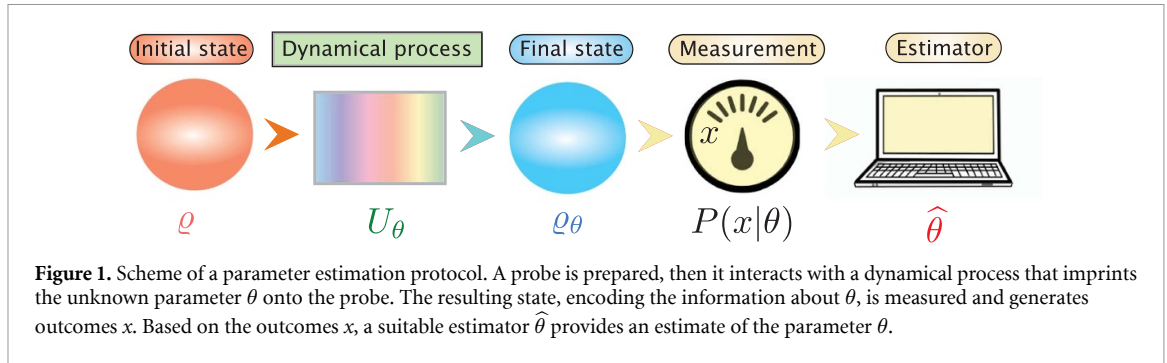 Initial state Dynamical process Final state Measurement Estimator
x
ϱ U_θ ϱ_θ P(x|θ) θ̂
Figure 1. Scheme of a parameter estimation protocol. A probe is prepared, then it interacts with a dynamical process that imprints
the unknown parameter θ onto the probe. The resulting state, encoding the information about θ, is measured and generates
outcomes x. Based on the outcomes x, a suitable estimator θ̂ provides an estimate of the parameter θ.